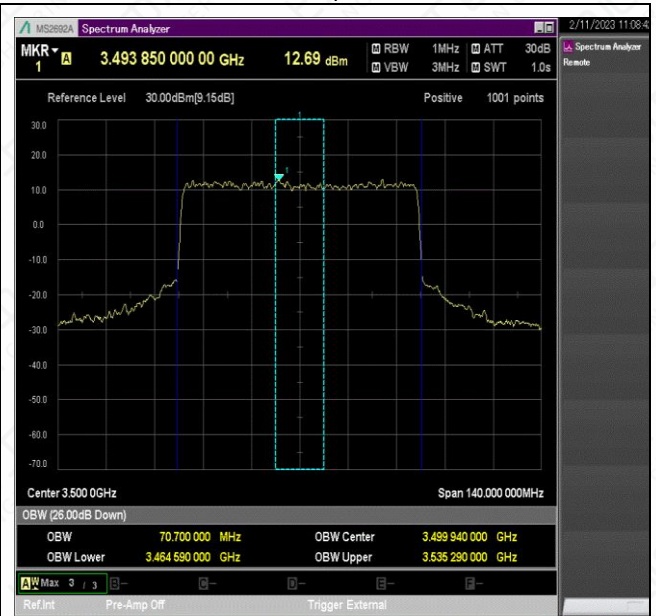 MS2692A Spectrum Analyzer
2/11/2023 11:08:42
MKR A 3.493 850 000 00 GHz 12.69 dBm M RBW 1MHz M ATT 30dB
1 M VBW 3MHz M SWT 1.0s
Spectrum Analyzer
Remote
Reference Level 30.00dBm[9.15dB] Positive 1001 points
1
30.0
20.0
1
10.0
0.0
-10.0
-20.0
-30.0
-40.0
-50.0
-60.0
-70.0
Center 3.500 0GHz Span 140.000 000MHz
OBW (26.00dB Down)
OBW 70.700 000 MHz OBW Center 3.499 940 000 GHz
OBW Lower 3.464 590 000 GHz OBW Upper 3.535 290 000 GHz
A W Max 3 / 3 B- C- D- E- F-
Ref.Int Pre-Amp Off Trigger External